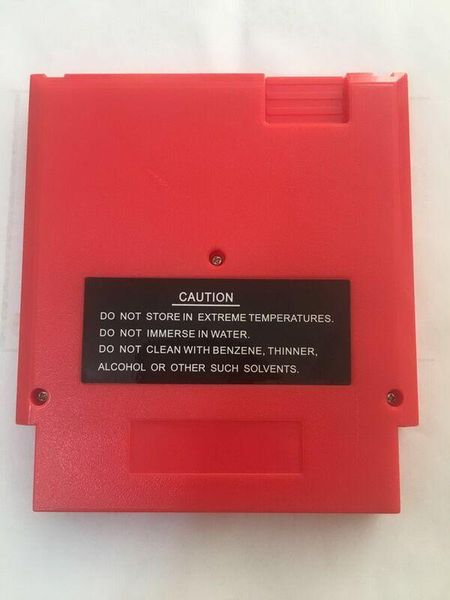 CAUTION
DO NOT STORE IN EXTREME TEMPERATURES.
DO NOT IMMERSE IN WATER.
DO NOT CLEAN WITH BENZENE, THINNER,
ALCOHOL OR OTHER SUCH SOLVENTS.